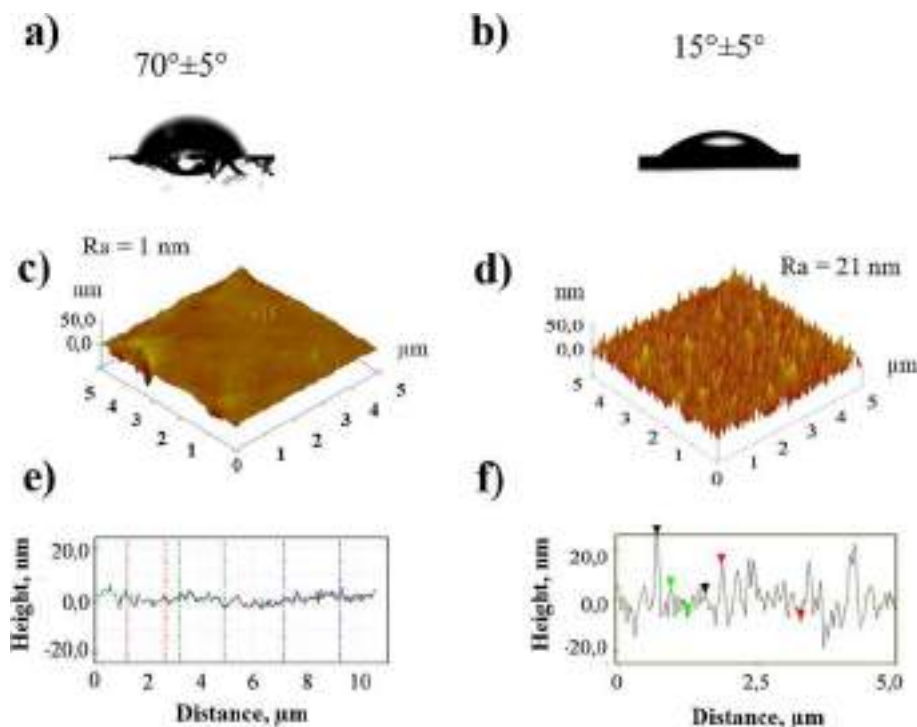 a)
b)
70°±5°
15°±5°
c)
Ra = 1 nm
d)
Ra = 21 nm
nm
50,0
0,0
µm
5
4
3
2
1
0
1
2
3
4
5
nm
50,0
0,0
µm
5
4
3
2
1
0
1
2
3
4
5
e)
f)
Height, nm
20,0
0,0
-20,0
0 2 4 6 8 10
Distance, µm
Height, nm
20,0
0,0
-20,0
0 2,5 5,0
Distance, µm